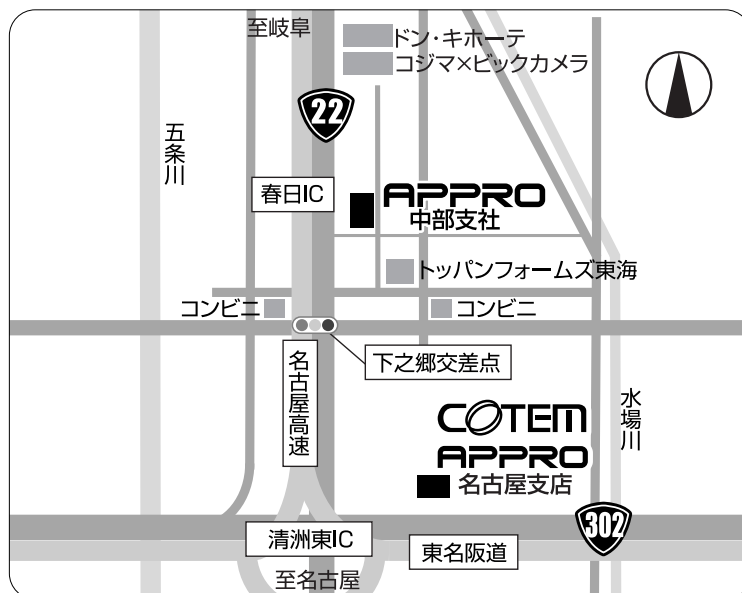 至岐阜
ドン・キホーテ
コジマ×ビックカメラ
22
五条川
春日IC
APPRO
中部支社
トッパンフォームズ東海
コンビニ
コンビニ
下之郷交差点
名古屋高速
水場川
COTEM
APPRO
名古屋支店
302
清洲東IC
東名阪道
至名古屋